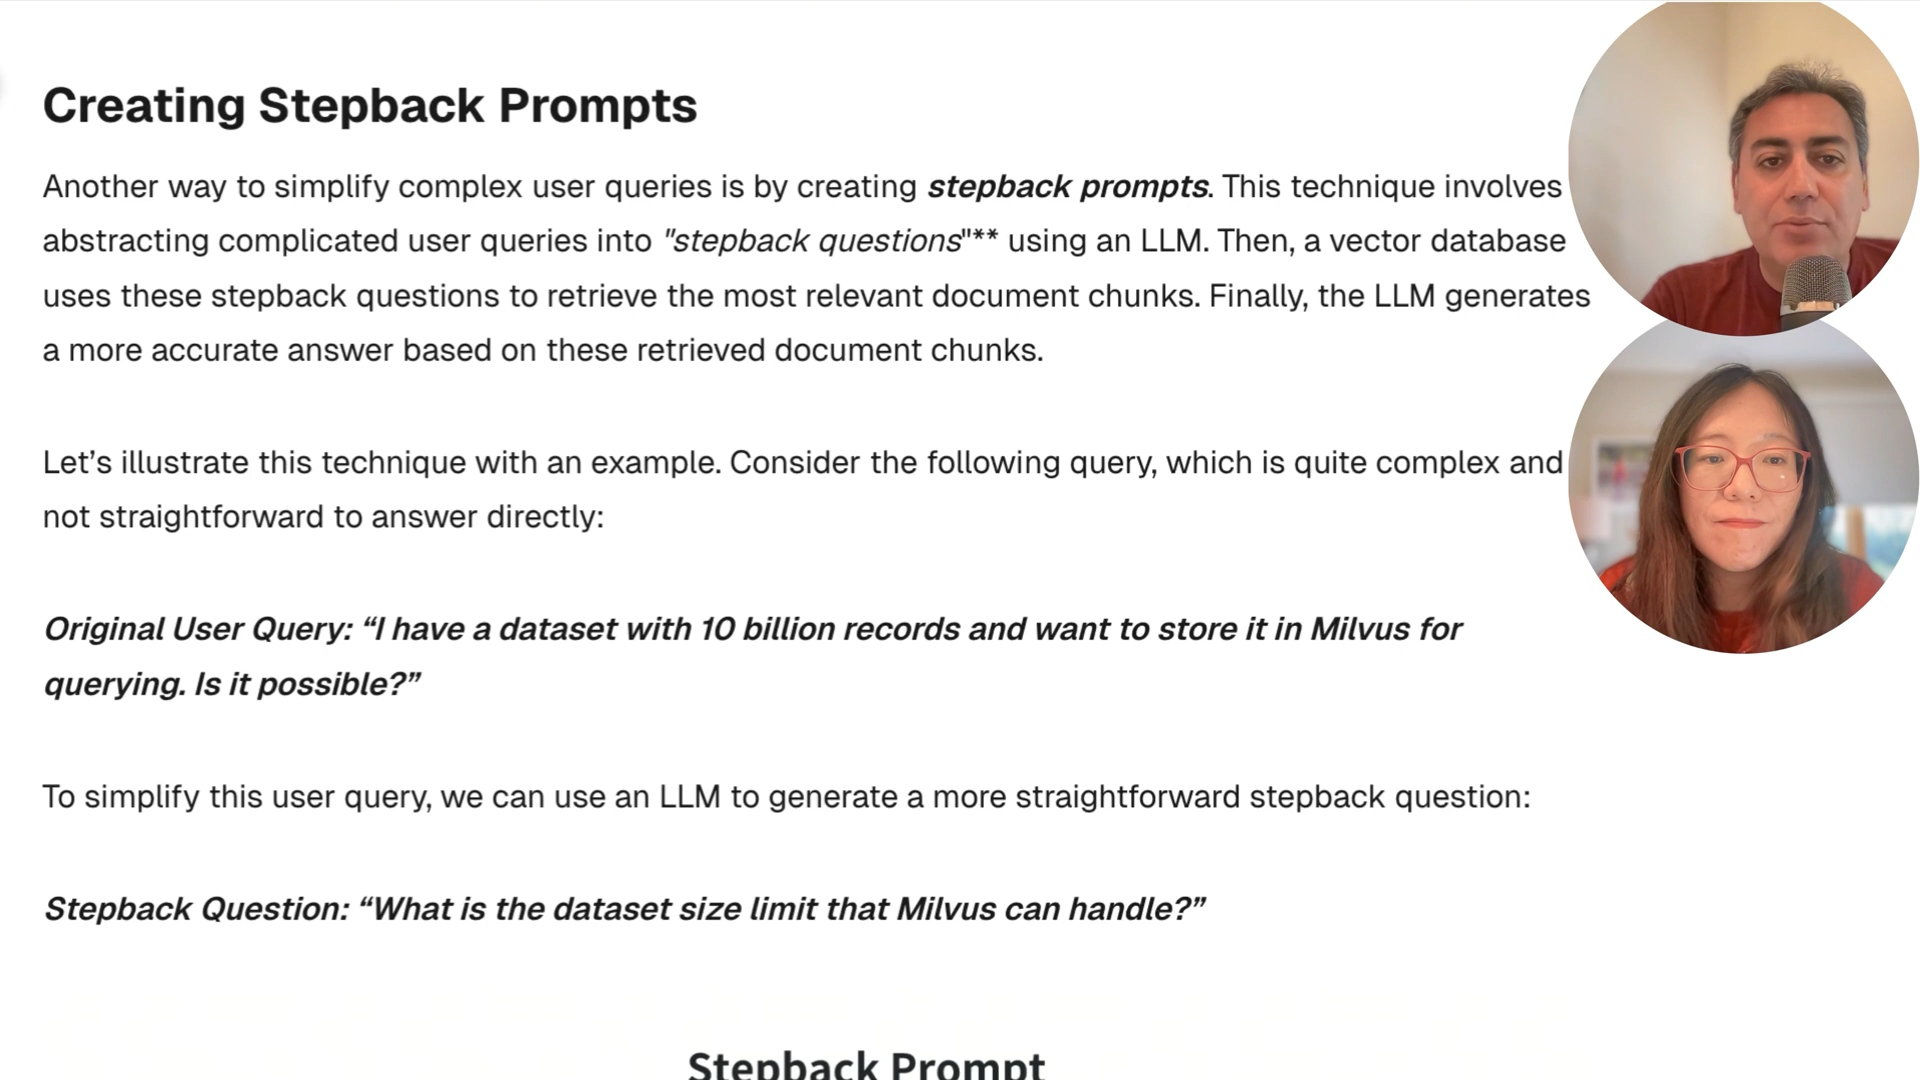 Creating Stepback Prompts
Another way to simplify complex user queries is by creating stepback prompts. This technique involves
abstracting complicated user queries into "stepback questions"** using an LLM. Then, a vector database
uses these stepback questions to retrieve the most relevant document chunks. Finally, the LLM generates
a more accurate answer based on these retrieved document chunks.
Let’s illustrate this technique with an example. Consider the following query, which is quite complex and
not straightforward to answer directly:
Original User Query: “I have a dataset with 10 billion records and want to store it in Milvus for
querying. Is it possible?”
To simplify this user query, we can use an LLM to generate a more straightforward stepback question:
Stepback Question: “What is the dataset size limit that Milvus can handle?”
Stepback Prompt